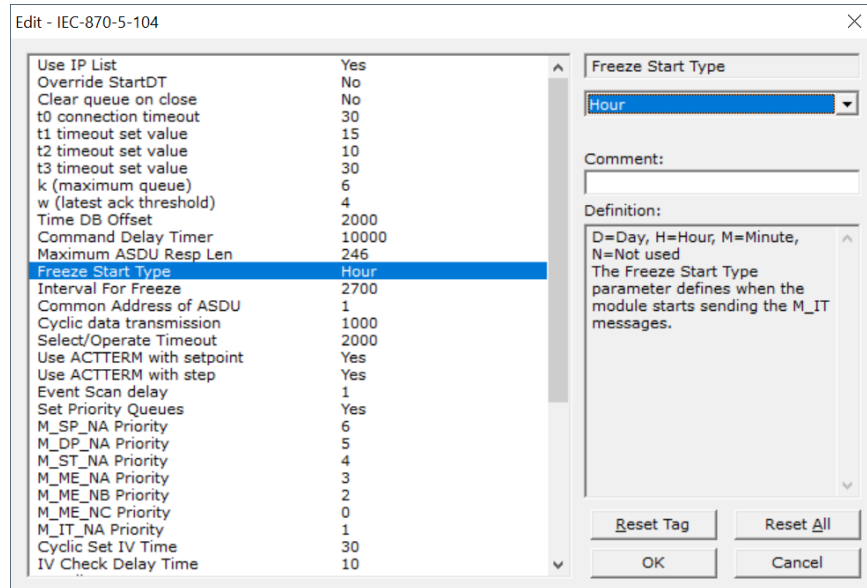 Edit - IEC-870-5-104
Use IP List Yes
Override StartDT No
Clear queue on close No
t0 connection timeout 30
t1 timeout set value 15
t2 timeout set value 10
t3 timeout set value 30
k (maximum queue) 6
w (latest ack threshold) 4
Time DB Offset 2000
Command Delay Timer 10000
Maximum ASDU Resp Len 246
Freeze Start Type Hour
Interval For Freeze 2700
Common Address of ASDU 1
Cyclic data transmission 1000
Select/Operate Timeout 2000
Use ACTTERM with setpoint Yes
Use ACTTERM with step Yes
Event Scan delay 1
Set Priority Queues Yes
M_SP_NA Priority 6
M_DP_NA Priority 5
M_ST_NA Priority 4
M_ME_NA Priority 3
M_ME_NB Priority 2
M_ME_NC Priority 0
M_IT_NA Priority 1
Cyclic Set IV Time 30
IV Check Delay Time 10
Freeze Start Type
Hour
Comment:
Definition:
D=Day, H=Hour, M=Minute,
N=Not used
The Freeze Start Type
parameter defines when the
module starts sending the M_IT
messages.
Reset Tag
Reset All
OK
Cancel